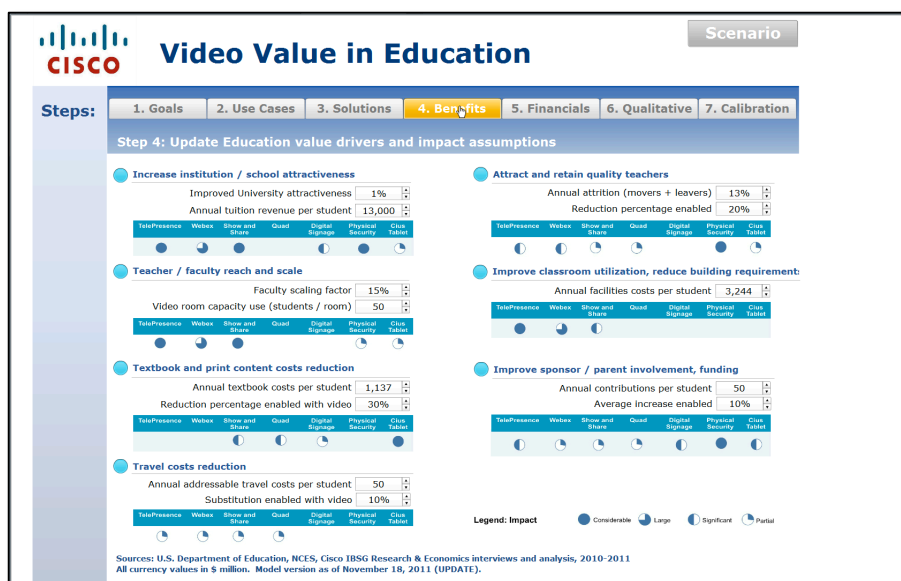 Scenario
CISCO
Video Value in Education
Steps:
1. Goals
2. Use Cases
3. Solutions
4. Benefits
5. Financials
6. Qualitative
7. Calibration
Step 4: Update Education value drivers and impact assumptions
Increase institution / school attractiveness
Improved University attractiveness 1%
Annual tuition revenue per student 13,000
TelePresence Webex Show and Share Quad Digital Signage Physical Security Cius Tablet
Teacher / faculty reach and scale
Faculty scaling factor 15%
Video room capacity use (students / room) 50
TelePresence Webex Show and Share Quad Digital Signage Physical Security Cius Tablet
Textbook and print content costs reduction
Annual textbook costs per student 1,137
Reduction percentage enabled with video 30%
TelePresence Webex Show and Share Quad Digital Signage Physical Security Cius Tablet
Travel costs reduction
Annual addressable travel costs per student 50
Substitution enabled with video 10%
TelePresence Webex Show and Share Quad Digital Signage Physical Security Cius Tablet
Attract and retain quality teachers
Annual attrition (movers + leavers) 13%
Reduction percentage enabled 20%
TelePresence Webex Show and Share Quad Digital Signage Physical Security Cius Tablet
Improve classroom utilization, reduce building requirements
Annual facilities costs per student 3,244
TelePresence Webex Show and Share Quad Digital Signage Physical Security Cius Tablet
Improve sponsor / parent involvement, funding
Annual contributions per student 50
Average increase enabled 10%
TelePresence Webex Show and Share Quad Digital Signage Physical Security Cius Tablet
Legend: Impact Considerable Large Significant Partial
Sources: U.S. Department of Education, NCES, Cisco IBSG Research & Economics interviews and analysis, 2010-2011
All currency values in $ million. Model version as of November 18, 2011 (UPDATE).